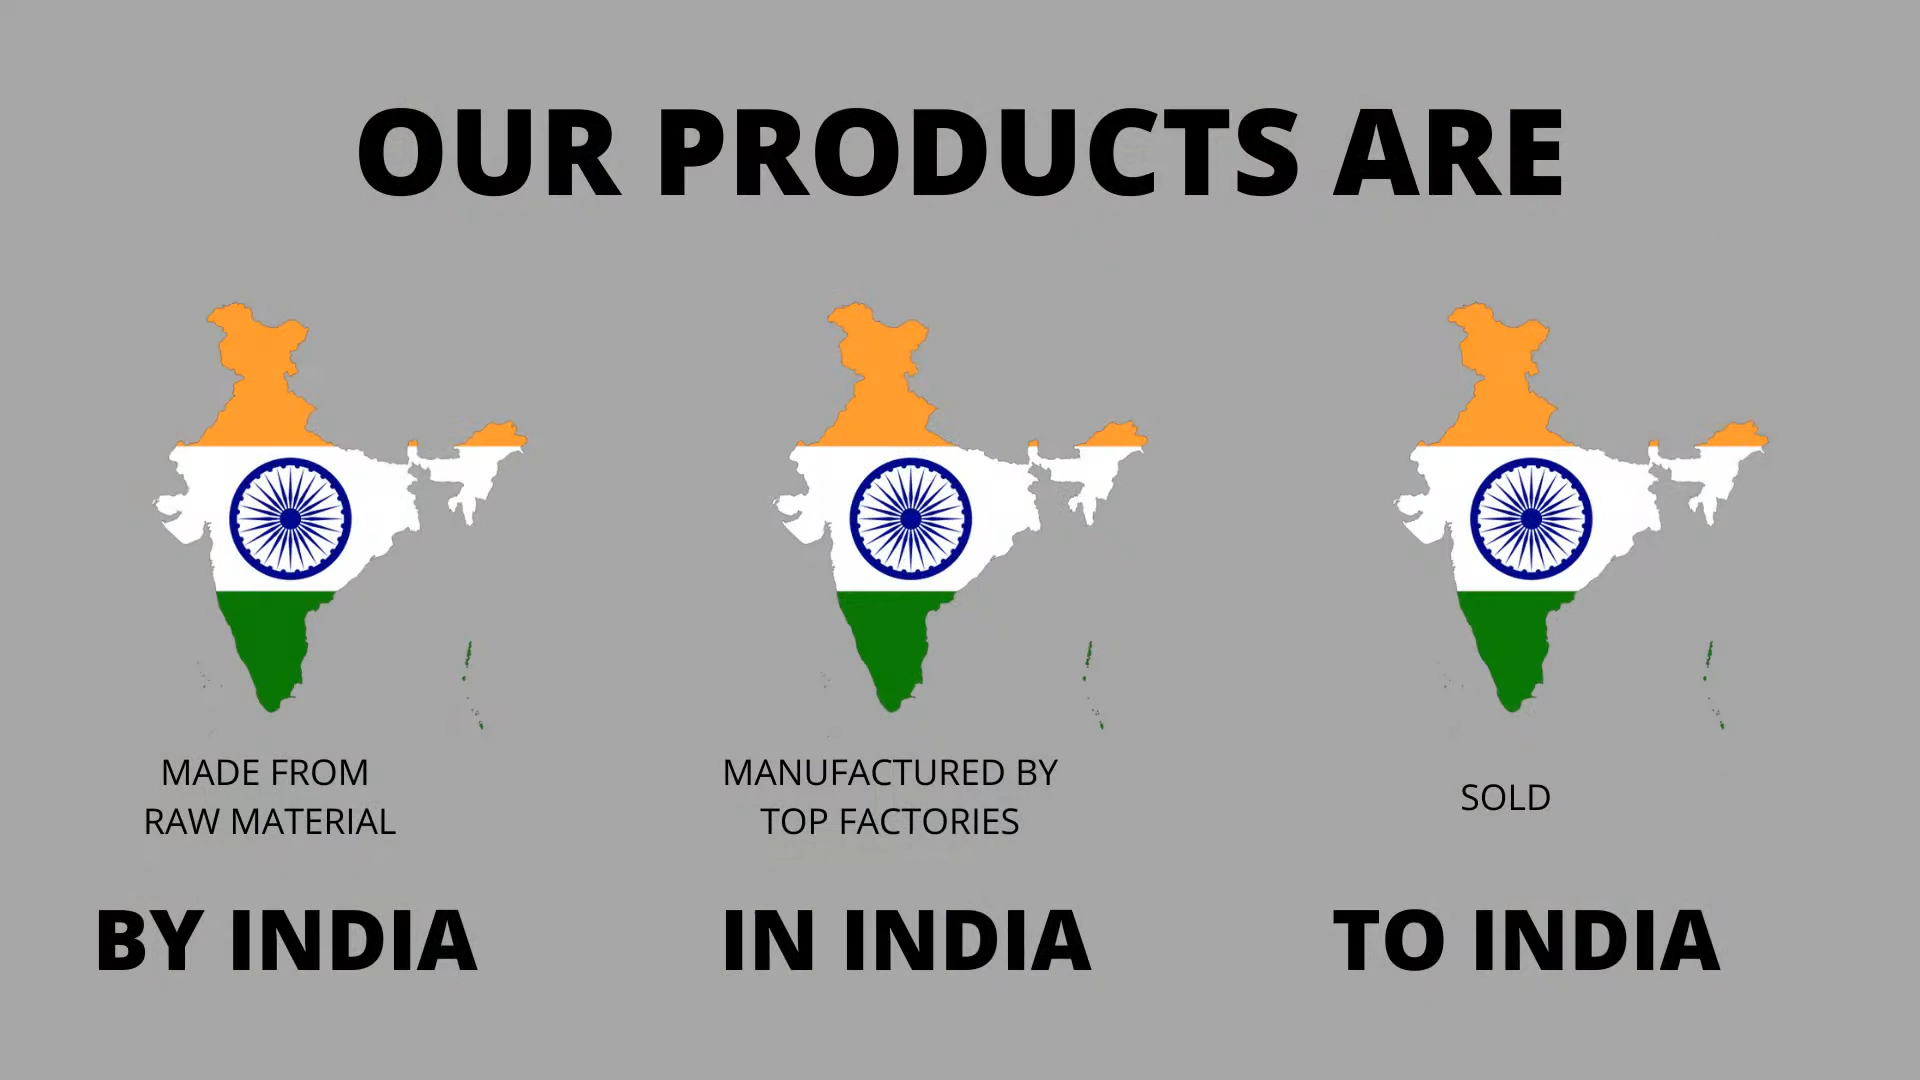 OUR PRODUCTS ARE
MADE FROM
RAW MATERIAL
BY INDIA
MANUFACTURED BY
TOP FACTORIES
IN INDIA
SOLD
TO INDIA